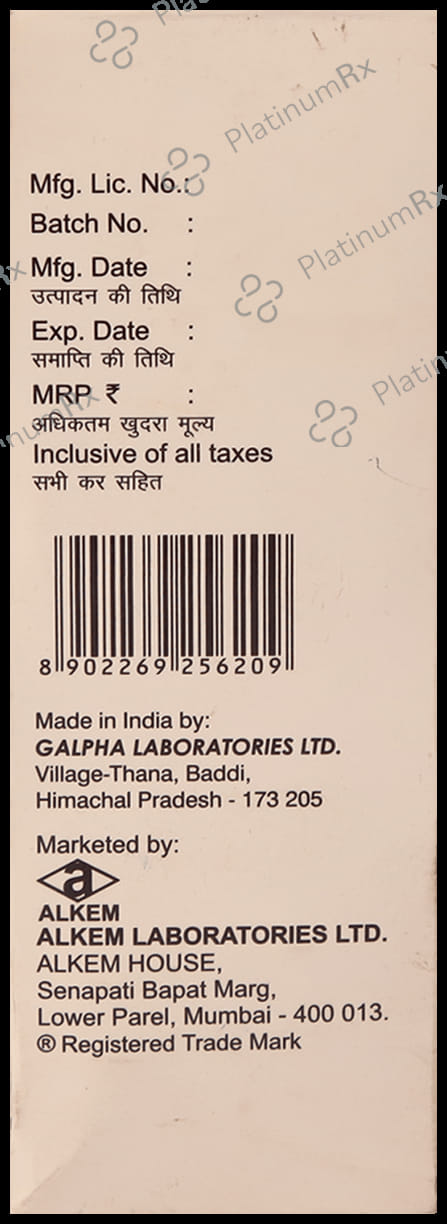 Platinum
PlatinumRx
Mfg. Lic. No.:
Batch No. :
PlatinumRx
Mfg. Date :
उत्पादन की तिथि
Exp. Date :
समाप्ति की तिथि
MRP ₹ :
अधिकतम खुदरा मूल्य
Inclusive of all taxes
सभी कर सहित
8 902269 256209
Made in India by:
GALPHA LABORATORIES LTD.
Village-Thana, Baddi,
Himachal Pradesh - 173 205
Marketed by:
a
ALKEM
ALKEM LABORATORIES LTD.
ALKEM HOUSE,
Senapati Bapat Marg,
Lower Parel, Mumbai - 400 013.
® Registered Trade Mark